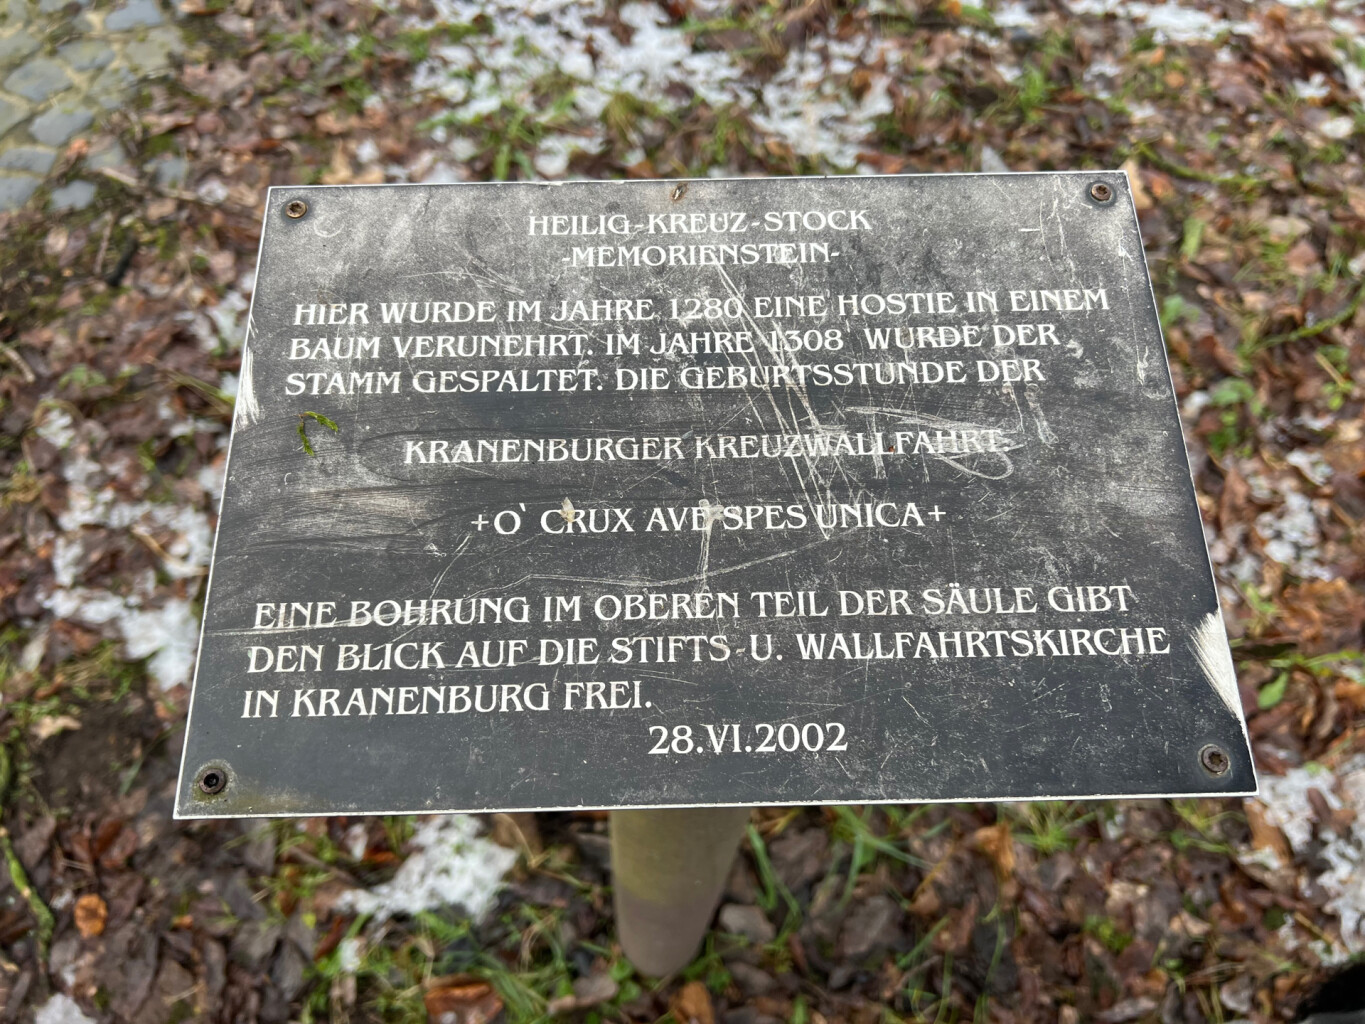 HEILIG-KREUZ-STOCK
-MEMORIENSTEIN-
HIER WURDE IM JAHRE 1280 EINE HOSTIE IN EINEM
BAUM VERUNEHRT. IM JAHRE 1308 WURDE DER
STAMM GESPALTET. DIE GEBURTSSTUNDE DER
KRANENBURGER KREUZWALLFAHRT.
+O' CRUX AVE SPES UNICA+
EINE BOHRUNG IM OBEREN TEIL DER SÄULE GIBT
DEN BLICK AUF DIE STIFTS-U. WALLFAHRTSKIRCHE
IN KRANENBURG FREI.
28.VI.2002